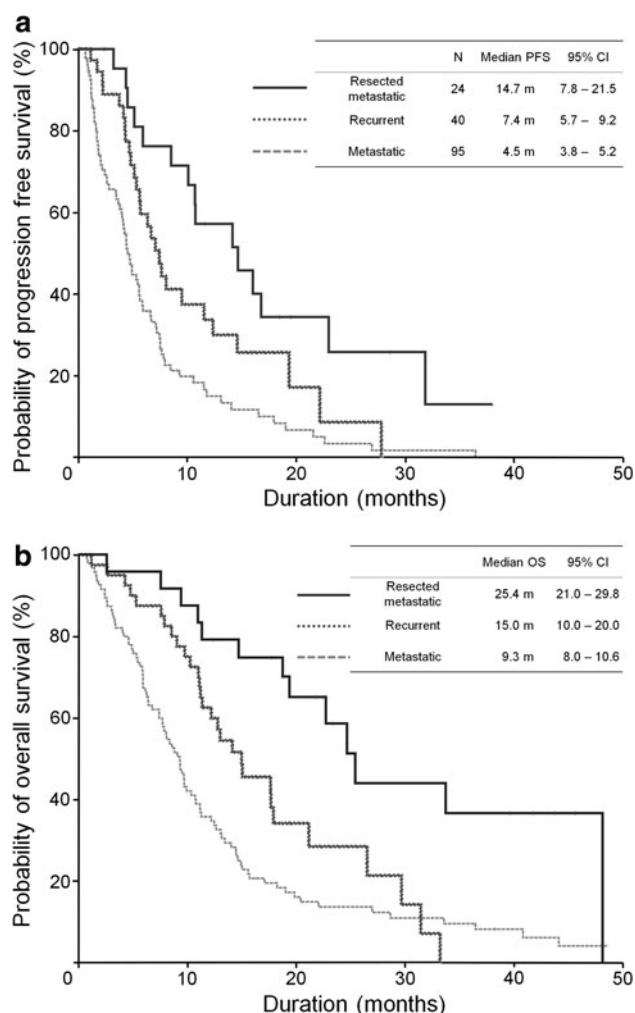 a
Probability of progression free survival (%)
100
80
60
40
20
0 10 20 30 40 50
Duration (months)
N Median PFS 95% CI
Resected
metastatic 24 14.7 m 7.8 – 21.5
Recurrent 40 7.4 m 5.7 – 9.2
Metastatic 95 4.5 m 3.8 – 5.2
b
Probability of overall survival (%)
100
80
60
40
20
0 10 20 30 40 50
Duration (months)
Median OS 95% CI
Resected
metastatic 25.4 m 21.0 – 29.8
Recurrent 15.0 m 10.0 – 20.0
Metastatic 9.3 m 8.0 – 10.6